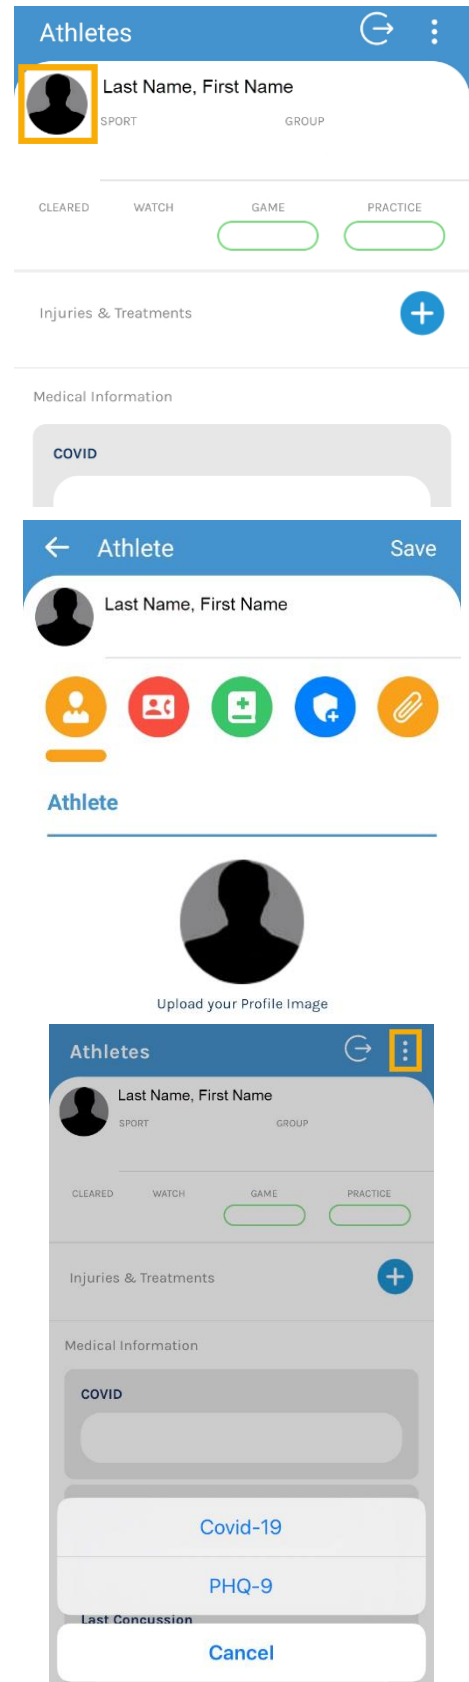 Athletes
Last Name, First Name
SPORT GROUP
CLEARED WATCH GAME PRACTICE
Injuries & Treatments
Medical Information
COVID
Athlete Save
Last Name, First Name
Athlete
Upload your Profile Image
Athletes
Last Name, First Name
SPORT GROUP
CLEARED WATCH GAME PRACTICE
Injuries & Treatments
Medical Information
COVID
Covid-19
PHQ-9
Last Concussion
Cancel